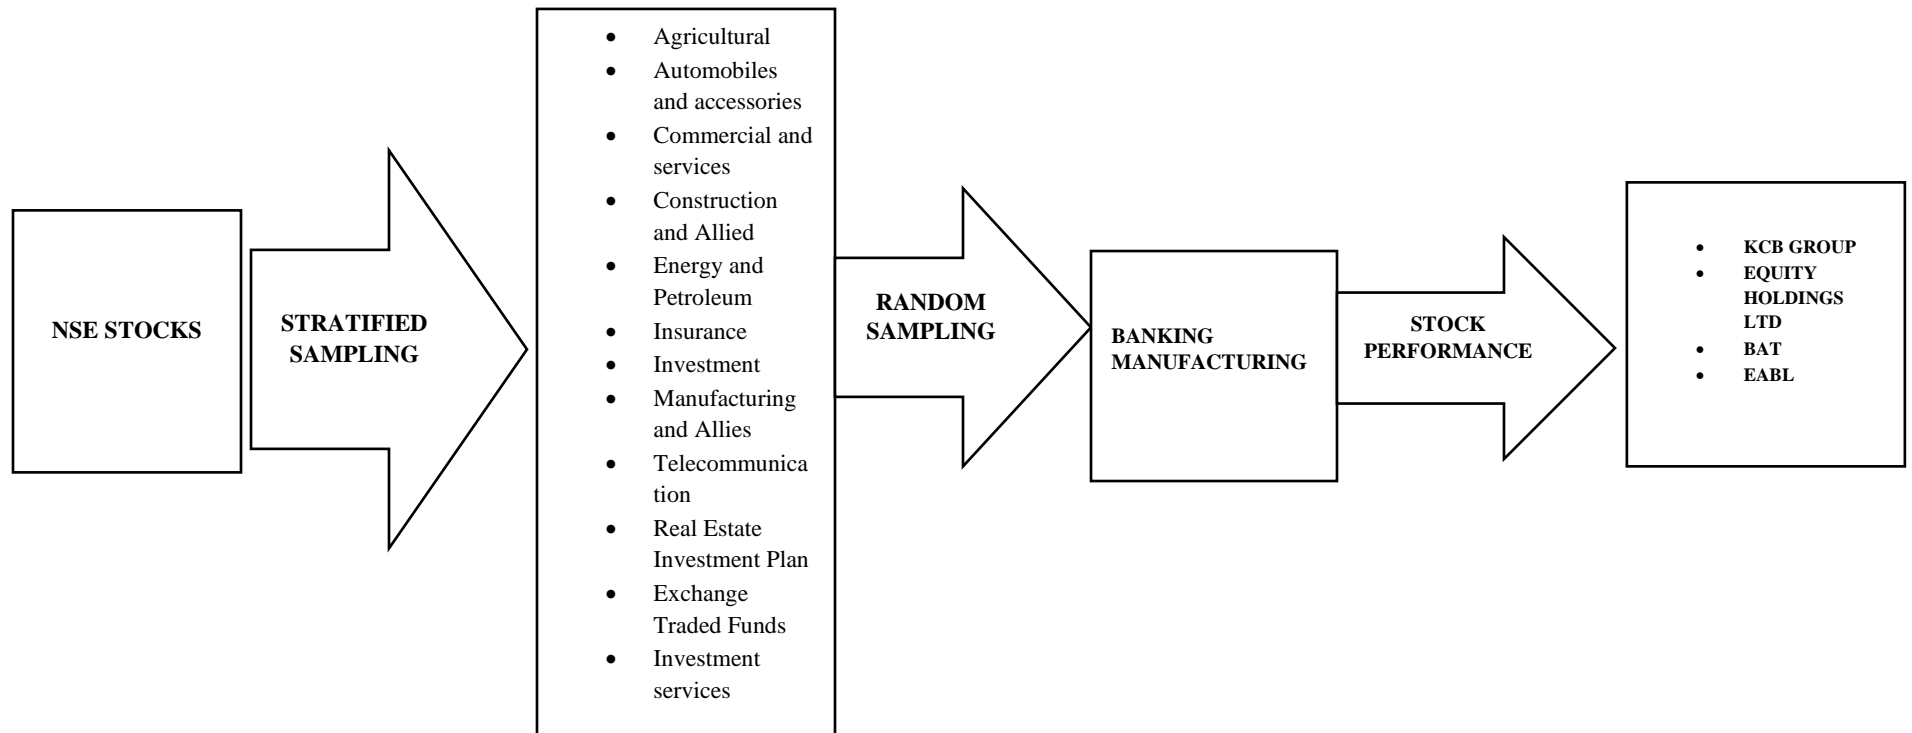 NSE STOCKS
STRATIFIED
SAMPLING
• Agricultural
• Automobiles
and accessories
• Commercial and
services
• Construction
and Allied
• Energy and
Petroleum
• Insurance
• Investment
• Manufacturing
and Allies
• Telecommunica
tion
• Real Estate
Investment Plan
• Exchange
Traded Funds
• Investment
services
RANDOM
SAMPLING
BANKING
MANUFACTURING
STOCK
PERFORMANCE
• KCB GROUP
• EQUITY
HOLDINGS
LTD
• BAT
• EABL